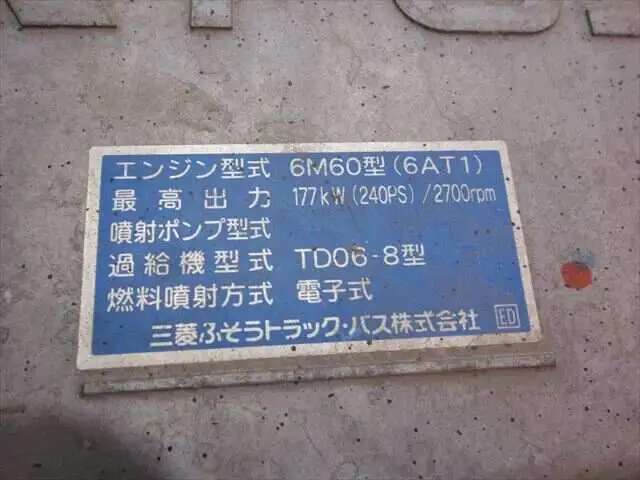 エンジン型式 6M60型(6AT1)
最高出力 177kW(240PS)/2700rpm
噴射ポンプ型式
過給機型式 TD06-8型
燃料噴射方式 電子式
三菱ふそうトラック・バス株式会社 ED